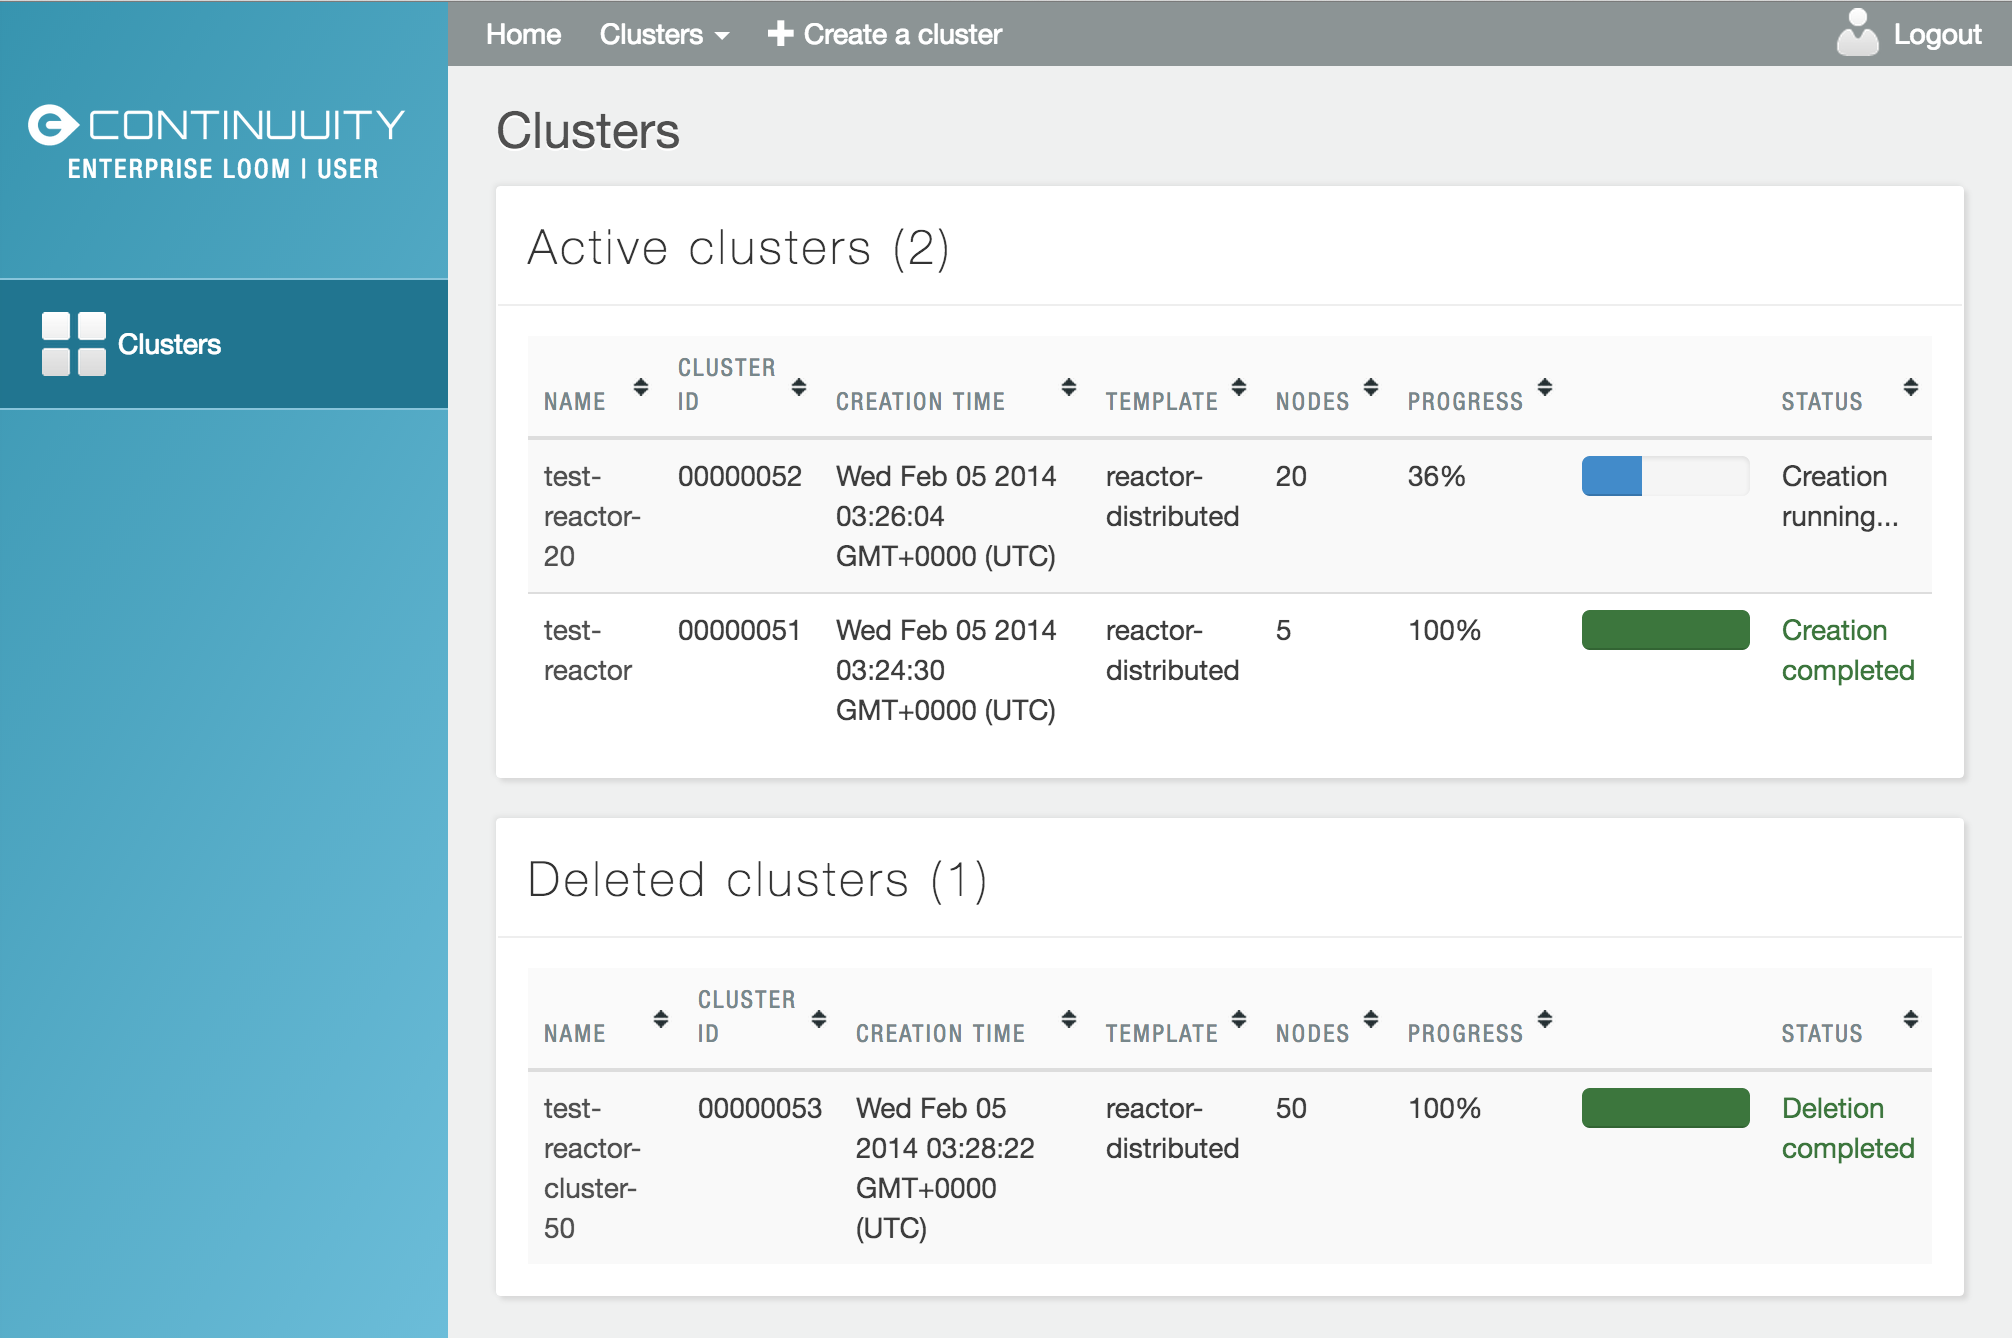 Home Clusters Create a cluster Logout
CONTINUUITY
ENTERPRISE LOOM | USER
Clusters
Clusters
Active clusters (2)
NAME CLUSTER ID CREATION TIME TEMPLATE NODES PROGRESS STATUS
test- 00000052 Wed Feb 05 2014 reactor- 20 36% Creation
reactor- 03:26:04 distributed running...
20 GMT+0000 (UTC)
test- 00000051 Wed Feb 05 2014 reactor- 5 100% Creation
reactor 03:24:30 distributed completed
GMT+0000 (UTC)
Deleted clusters (1)
NAME CLUSTER ID CREATION TIME TEMPLATE NODES PROGRESS STATUS
test- 00000053 Wed Feb 05 reactor- 50 100% Deletion
reactor- 2014 03:28:22 distributed completed
cluster- GMT+0000
50 (UTC)